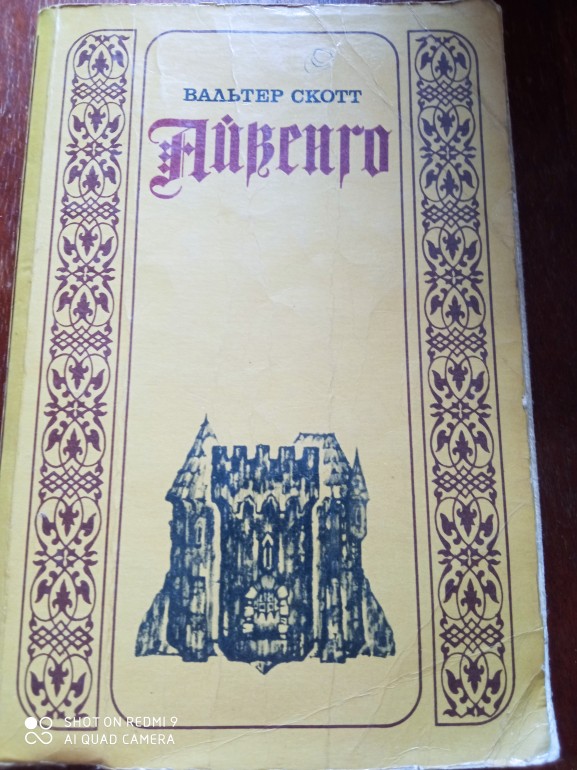 ВАЛЬТЕР СКОТТ
Айвенго
SHOT ON REDMI 9
AI QUAD CAMERA